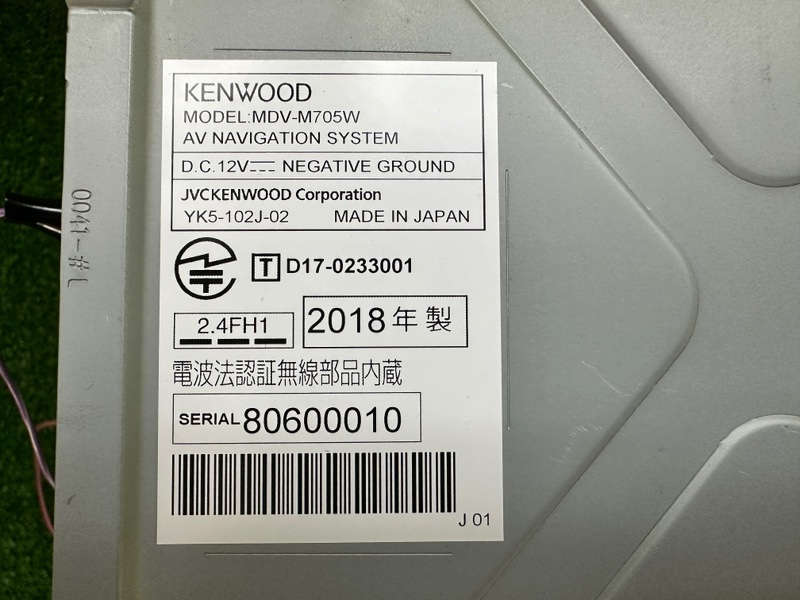 KENWOOD
MODEL:MDV-M705W
AV NAVIGATION SYSTEM
D.C.12V⎓ NEGATIVE GROUND
JVCKENWOOD Corporation
YK5-102J-02 MADE IN JAPAN
T D17-0233001
2.4FH1
2018年 製
電波法認証無線部品内蔵
SERIAL 80600010
J 01
0041-#1